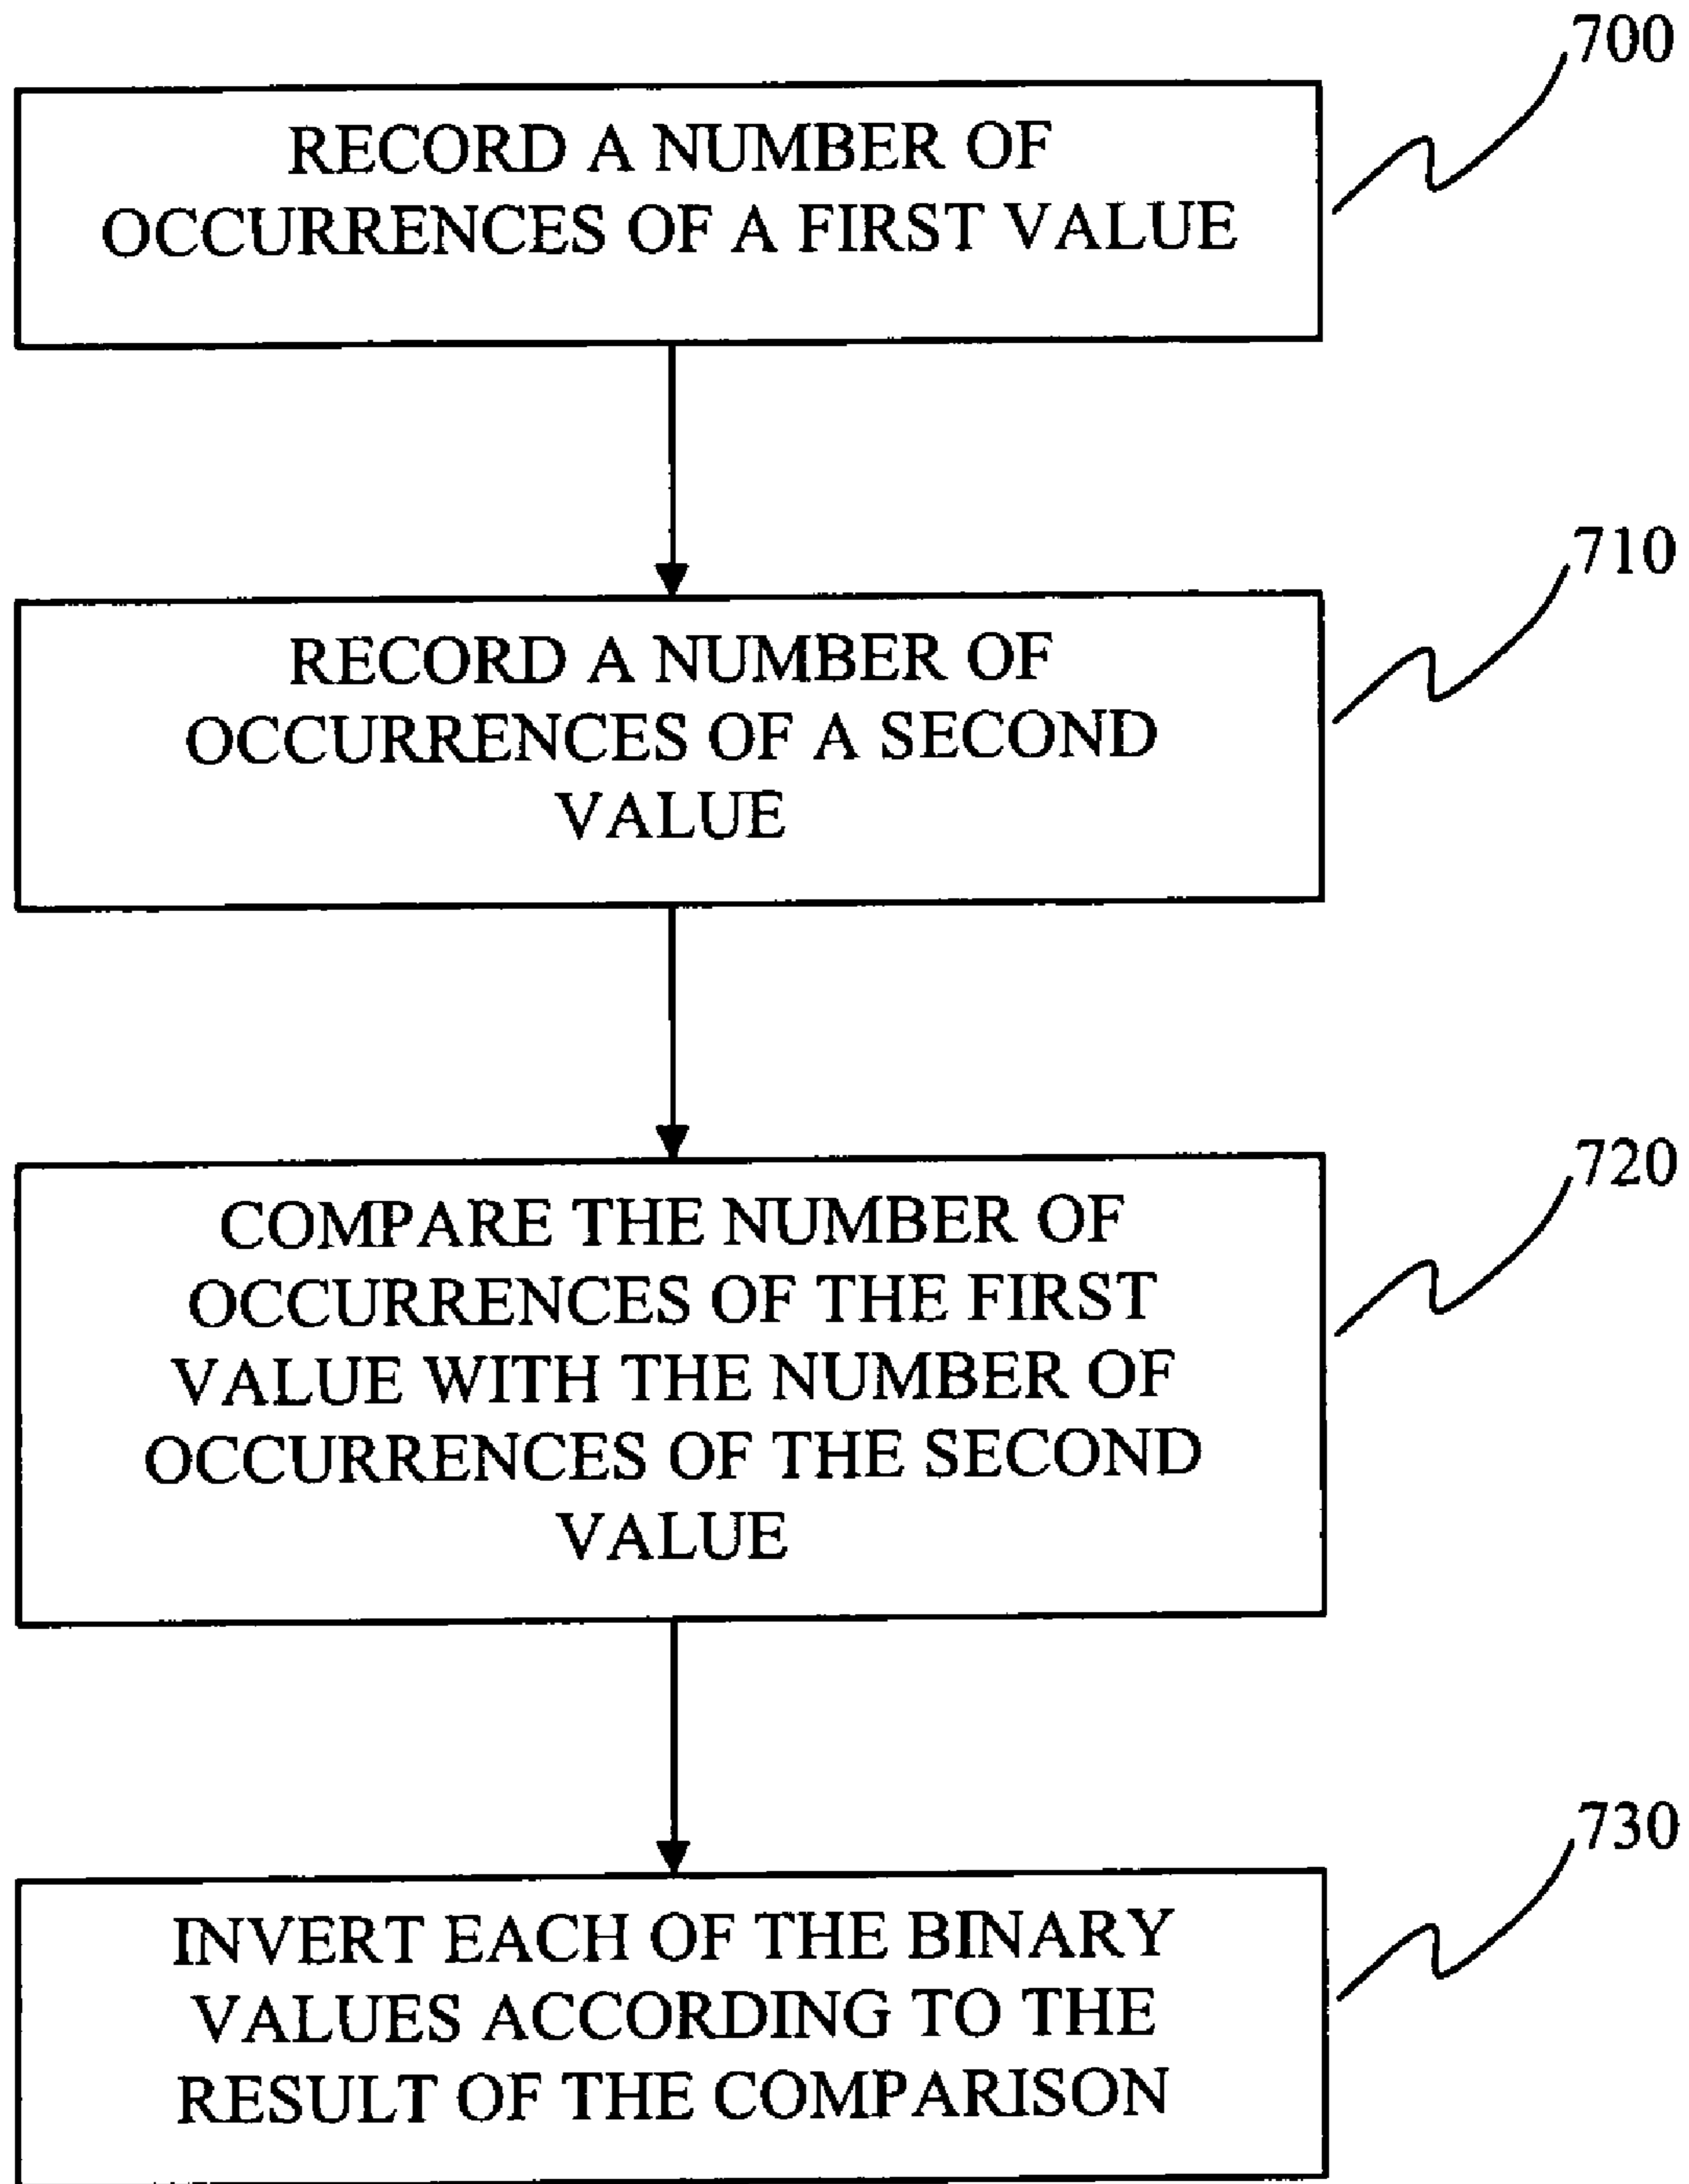 700
RECORD A NUMBER OF
OCCURRENCES OF A FIRST VALUE
710
RECORD A NUMBER OF
OCCURRENCES OF A SECOND
VALUE
720
COMPARE THE NUMBER OF
OCCURRENCES OF THE FIRST
VALUE WITH THE NUMBER OF
OCCURRENCES OF THE SECOND
VALUE
730
INVERT EACH OF THE BINARY
VALUES ACCORDING TO THE
RESULT OF THE COMPARISON